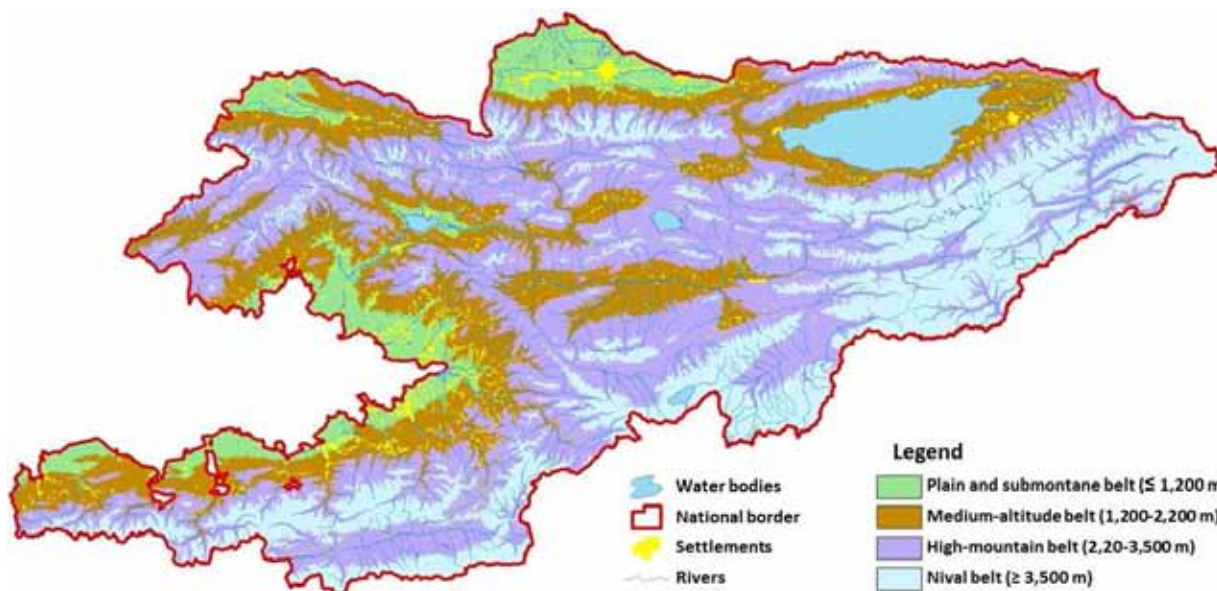 Legend
Water bodies
National border
Settlements
Rivers
Plain and submontane belt (≤ 1,200 m
Medium-altitude belt (1,200-2,200 m)
High-mountain belt (2,20-3,500 m)
Nival belt (≥ 3,500 m)